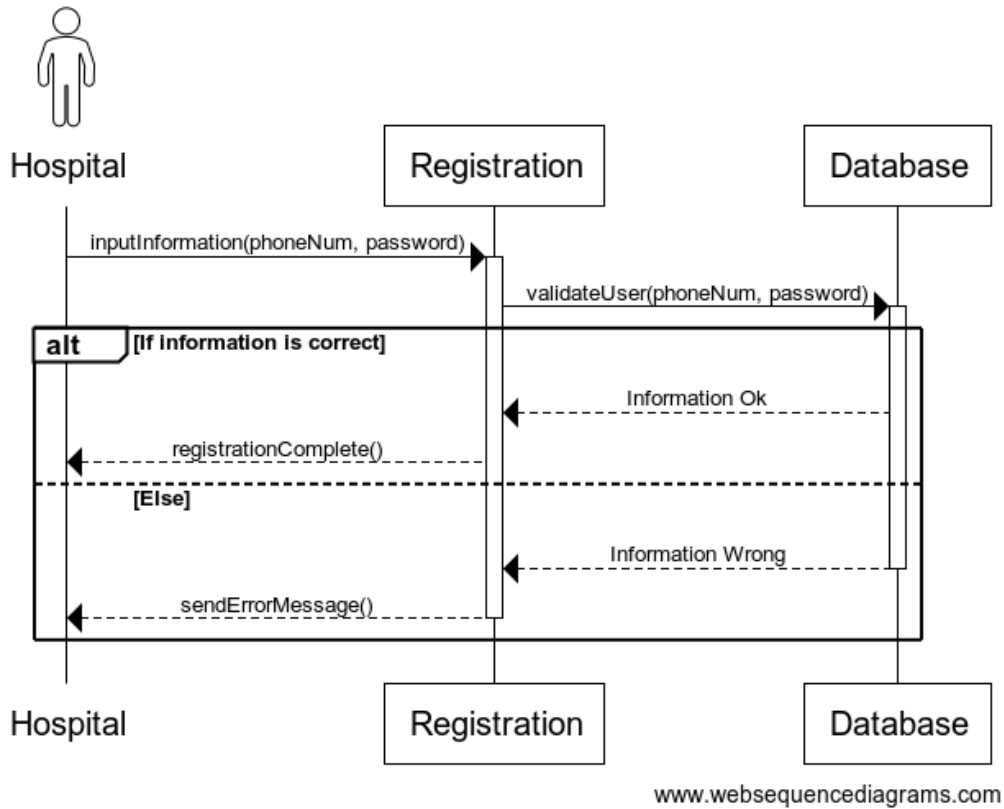 Hospital
Registration
Database
inputInformation(phoneNum, password)
validateUser(phoneNum, password)
alt
[If information is correct]
Information Ok
registrationComplete()
[Else]
Information Wrong
sendErrorMessage()
Hospital
Registration
Database
www.websequencediagrams.com